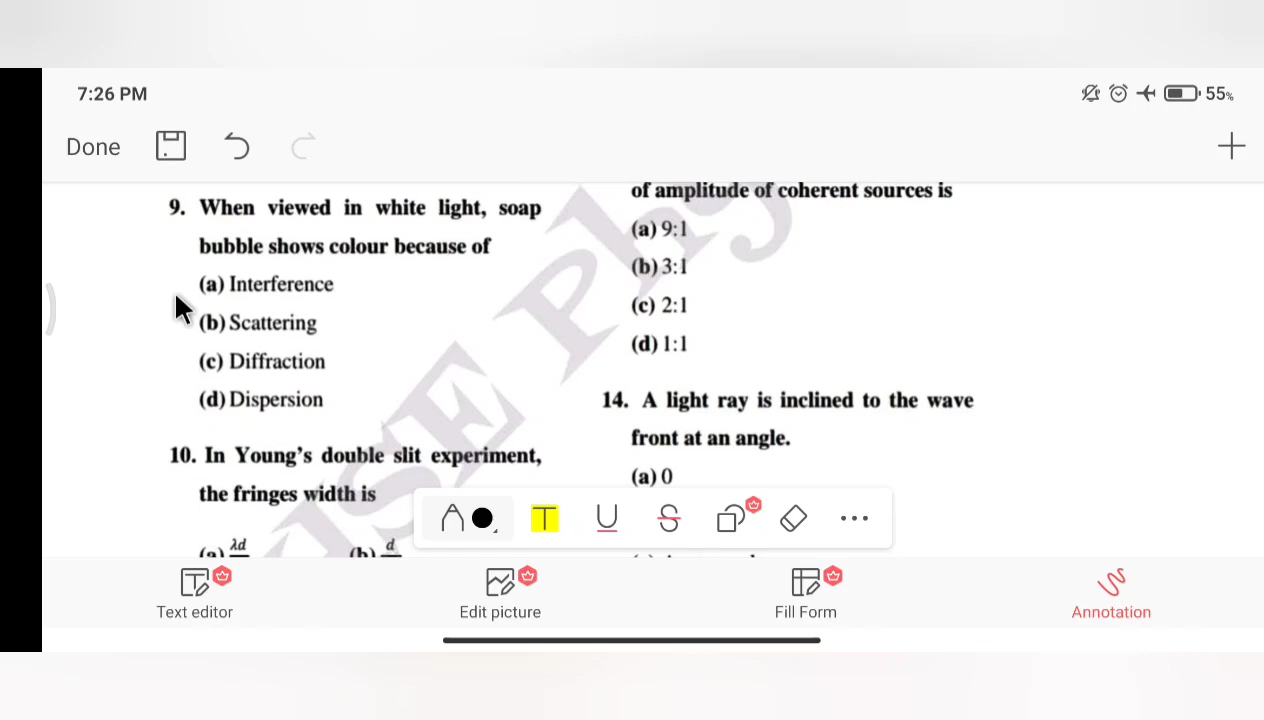 7:26 PM
55%
Done
9. When viewed in white light, soap
bubble shows colour because of
(a) Interference
(b) Scattering
(c) Diffraction
(d) Dispersion
10. In Young's double slit experiment,
the fringes width is
(a) λd
(b) d
of amplitude of coherent sources is
(a) 9:1
(b) 3:1
(c) 2:1
(d) 1:1
14. A light ray is inclined to the wave
front at an angle.
(a) 0
T U S
Text editor
Edit picture
Fill Form
Annotation